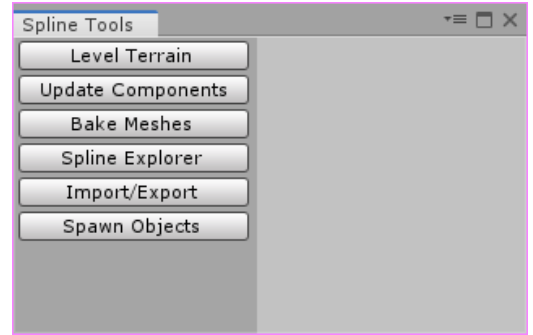 Spline Tools
Level Terrain
Update Components
Bake Meshes
Spline Explorer
Import/Export
Spawn Objects